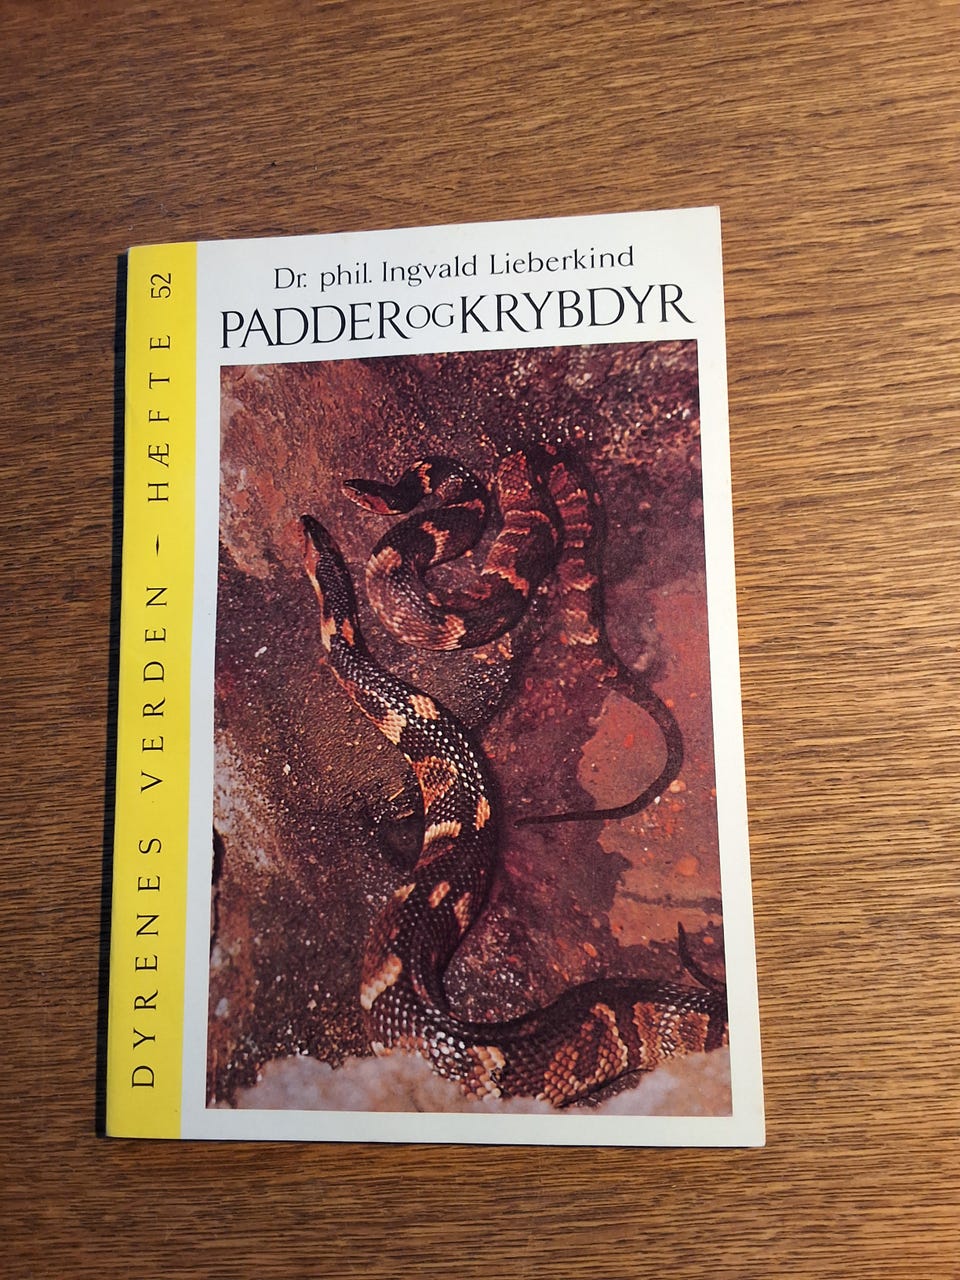 Dr. phil. Ingvald Lieberkind
PADDER OG KRYBDYR
DYRENES VERDEN - HÆFTE 52